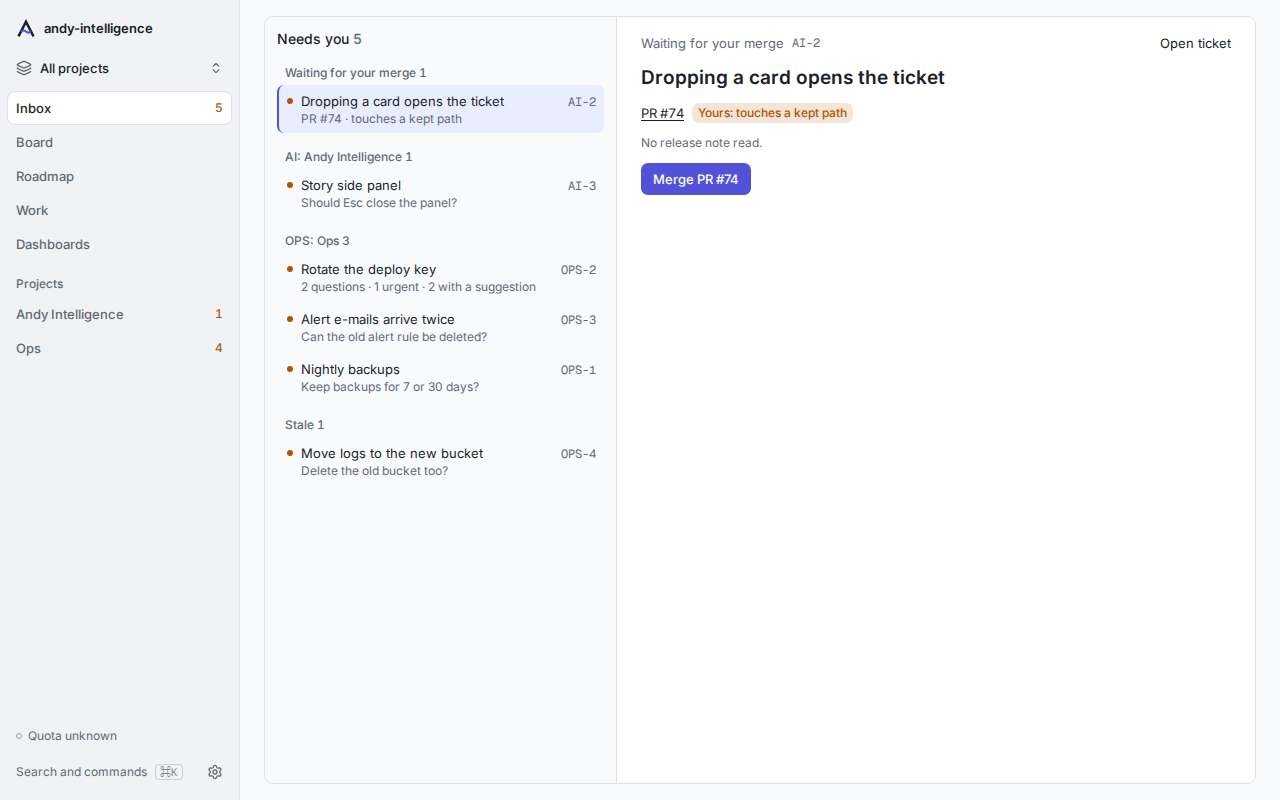 andy-intelligence
All projects
Inbox 5
Board
Roadmap
Work
Dashboards
Projects
Andy Intelligence 1
Ops 4
Quota unknown
Search and commands ⌘K
Needs you 5
Waiting for your merge 1
Dropping a card opens the ticket AI-2
PR #74 · touches a kept path
AI: Andy Intelligence 1
Story side panel AI-3
Should Esc close the panel?
OPS: Ops 3
Rotate the deploy key OPS-2
2 questions · 1 urgent · 2 with a suggestion
Alert e-mails arrive twice OPS-3
Can the old alert rule be deleted?
Nightly backups OPS-1
Keep backups for 7 or 30 days?
Stale 1
Move logs to the new bucket OPS-4
Delete the old bucket too?
Waiting for your merge AI-2 Open ticket
Dropping a card opens the ticket
PR #74 Yours: touches a kept path
No release note read.
Merge PR #74